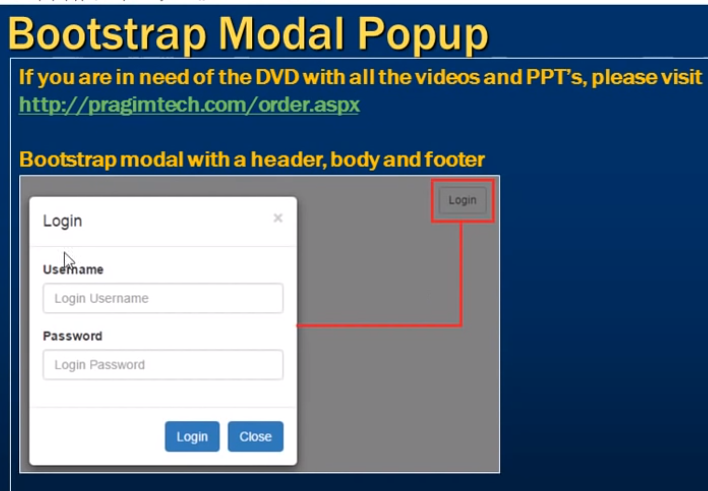 Bootstrap Modal Popup
If you are in need of the DVD with all the videos and PPT's, please visit
http://pragimtech.com/order.aspx
Bootstrap modal with a header, body and footer
Login
Login ×
Username
Login Username
Password
Login Password
Login Close